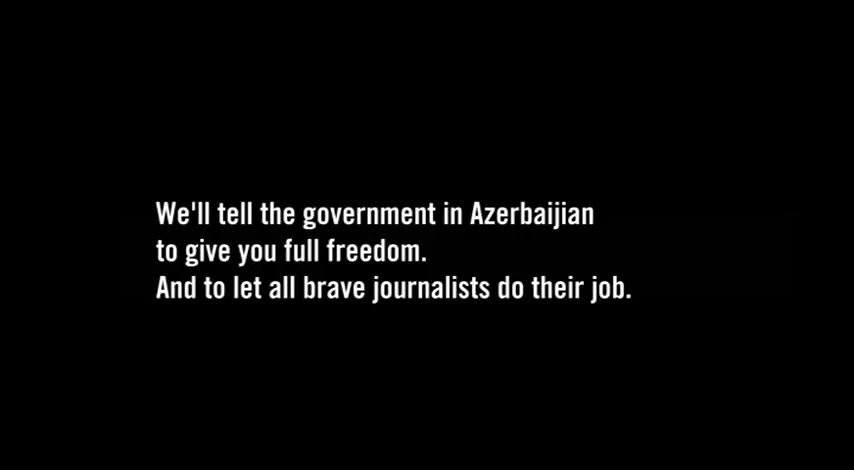 We'll tell the government in Azerbaijian
to give you full freedom.
And to let all brave journalists do their job.